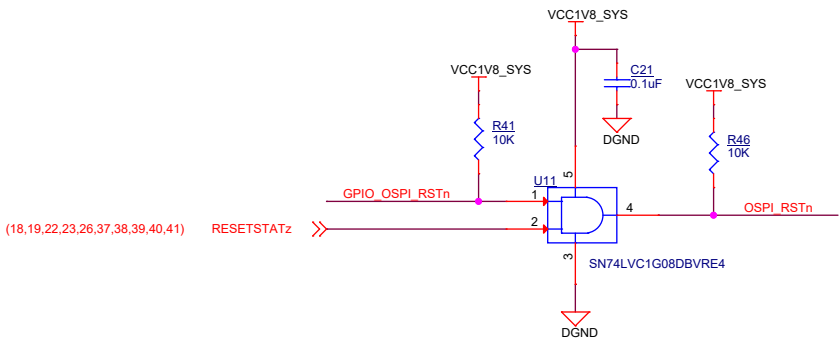 VCC1V8_SYS
VCC1V8_SYS
C21
0.1uF
VCC1V8_SYS
DGND
R41
10K
R46
10K
5
U11
GPIO_OSPI_RSTn
1
4
OSPI_RSTn
(18,19,22,23,26,37,38,39,40,41)
RESETSTATz
2
3
SN74LVC1G08DBVRE4
DGND